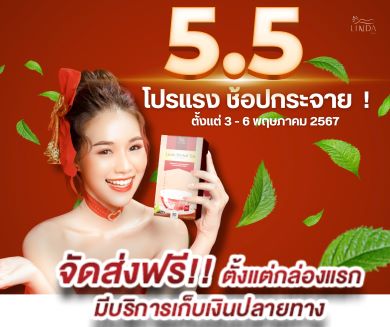 LINDA
5.5
โปรแรง ช้อปกระจาย !
ตั้งแต่ 3 - 6 พฤษภาคม 2567
จัดส่งฟรี!! ตั้งแต่กล่องแรก
มีบริการเก็บเงินปลายทาง